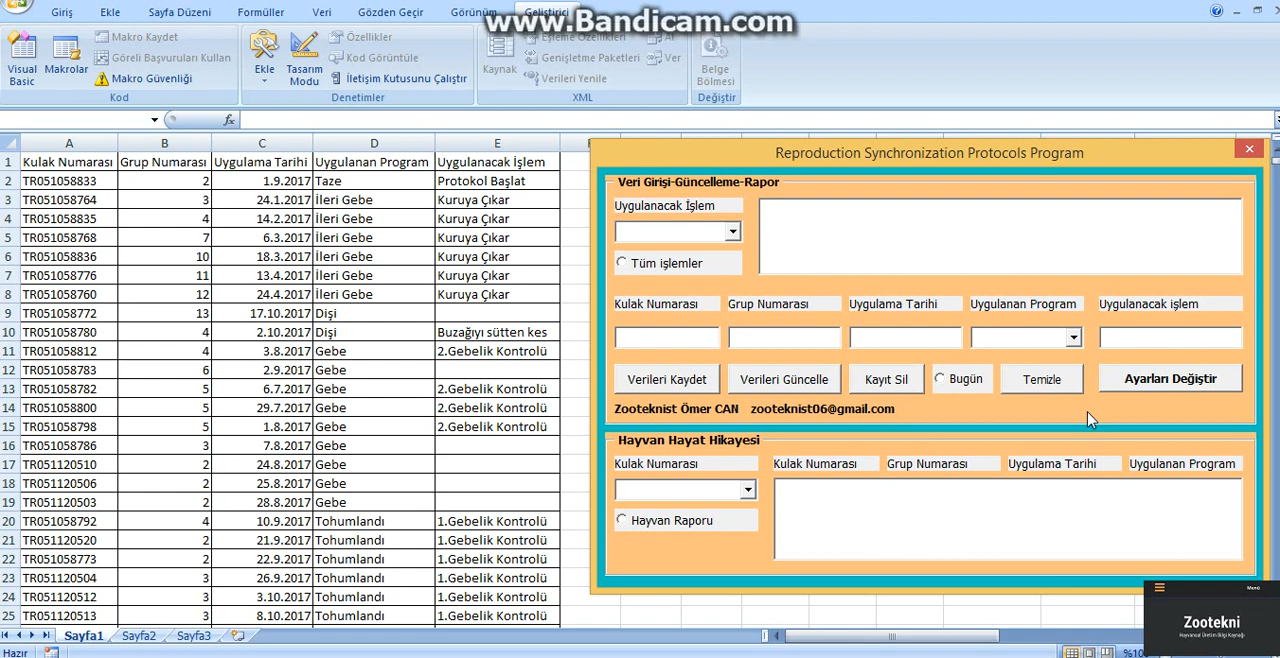 www.Bandicam.com
Giriş Ekle Sayfa Düzeni Formüller Veri Gözden Geçir Görünüm Geliştirici
Visual Basic
Makrolar
Makro Kaydet
Göreli Başvuruları Kullan
Makro Güvenliği
Kod
Ekle
Tasarım Modu
Özellikler
Kod Görüntüle
İletişim Kutusunu Çalıştır
Denetimler
Kaynak
Eşleme Özellikleri
Genişletme Paketleri
Verileri Yenile
Al
Ver
XML
Belge Bölmesi
Değiştir
fx
A B C D E
1 Kulak Numarası Grup Numarası Uygulama Tarihi Uygulanan Program Uygulanacak İşlem
2 TR051058833 2 1.9.2017 Taze Protokol Başlat
3 TR051058764 3 24.1.2017 İleri Gebe Kuruya Çıkar
4 TR051058835 4 14.2.2017 İleri Gebe Kuruya Çıkar
5 TR051058768 7 6.3.2017 İleri Gebe Kuruya Çıkar
6 TR051058836 10 18.3.2017 İleri Gebe Kuruya Çıkar
7 TR051058776 11 13.4.2017 İleri Gebe Kuruya Çıkar
8 TR051058760 12 24.4.2017 İleri Gebe Kuruya Çıkar
9 TR051058772 13 17.10.2017 Dişi
10 TR051058780 4 2.10.2017 Dişi Buzağıyı sütten kes
11 TR051058812 4 3.8.2017 Gebe 2.Gebelik Kontrolü
12 TR051058783 6 2.9.2017 Gebe
13 TR051058782 5 6.7.2017 Gebe 2.Gebelik Kontrolü
14 TR051058800 5 29.7.2017 Gebe 2.Gebelik Kontrolü
15 TR051058798 5 1.8.2017 Gebe 2.Gebelik Kontrolü
16 TR051058786 3 7.8.2017 Gebe
17 TR051120510 2 24.8.2017 Gebe
18 TR051120506 2 25.8.2017 Gebe
19 TR051120503 2 28.8.2017 Gebe
20 TR051058792 4 10.9.2017 Tohumlandı 1.Gebelik Kontrolü
21 TR051120520 2 21.9.2017 Tohumlandı 1.Gebelik Kontrolü
22 TR051058773 2 22.9.2017 Tohumlandı 1.Gebelik Kontrolü
23 TR051120504 3 26.9.2017 Tohumlandı 1.Gebelik Kontrolü
24 TR051120512 3 3.10.2017 Tohumlandı 1.Gebelik Kontrolü
25 TR051120513 3 8.10.2017 Tohumlandı 1.Gebelik Kontrolü
Sayfa1 Sayfa2 Sayfa3
Hazır
%100
Reproduction Synchronization Protocols Program
Veri Girişi-Güncelleme-Rapor
Uygulanacak İşlem
Tüm işlemler
Kulak Numarası Grup Numarası Uygulama Tarihi Uygulanan Program Uygulanacak işlem
Verileri Kaydet Verileri Güncelle Kayıt Sil Bugün Temizle Ayarları Değiştir
Zooteknist Ömer CAN zooteknist06@gmail.com
Hayvan Hayat Hikayesi
Kulak Numarası Kulak Numarası Grup Numarası Uygulama Tarihi Uygulanan Program
Hayvan Raporu
Menü
Zootekni
Hayvansal Üretim Bilgi Kaynağı